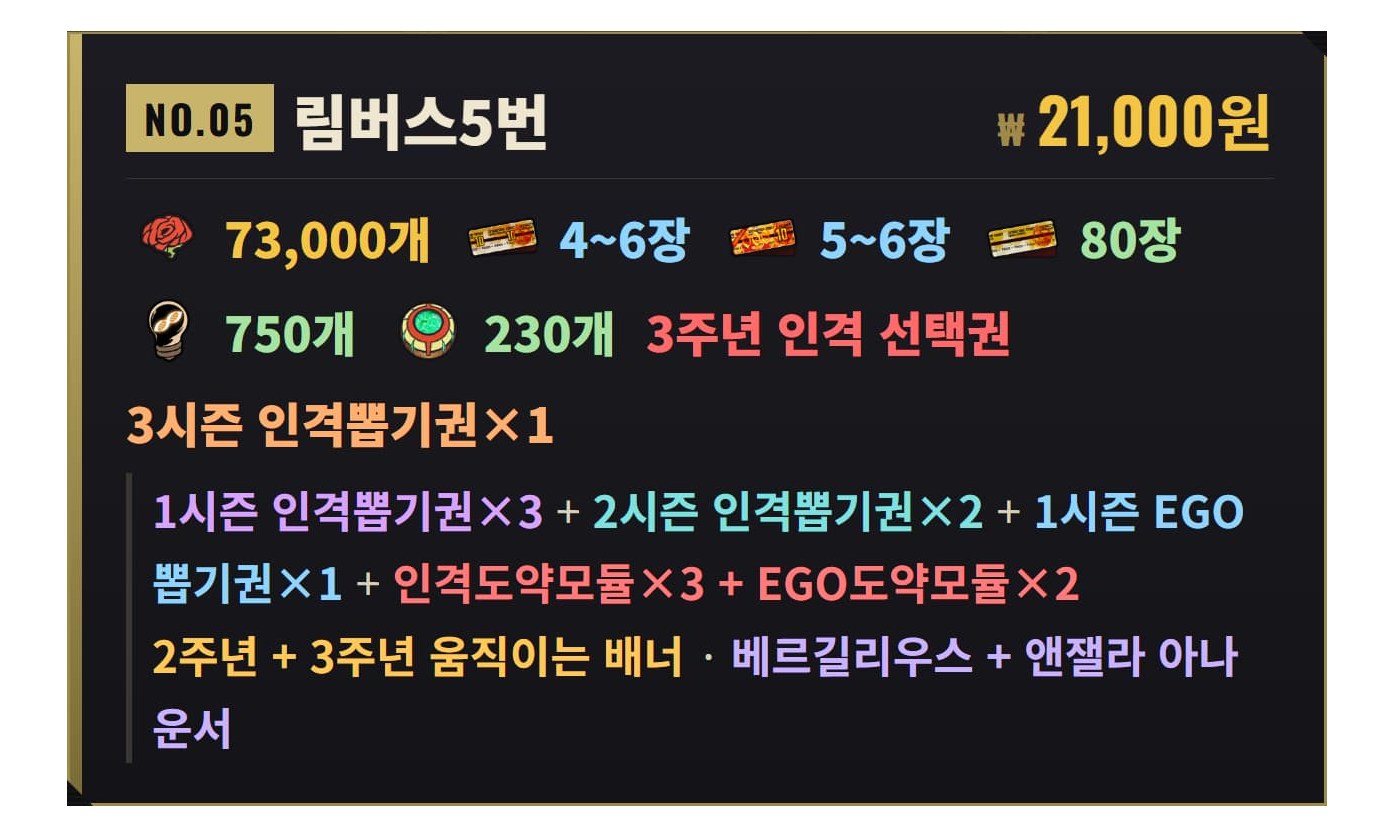 NO.05 림버스5번 ₩ 21,000원
73,000개 4~6장 5~6장 80장
750개 230개 3주년 인격 선택권
3시즌 인격뽑기권×1
1시즌 인격뽑기권×3 + 2시즌 인격뽑기권×2 + 1시즌 EGO
뽑기권×1 + 인격도약모듈×3 + EGO도약모듈×2
2주년 + 3주년 움직이는 배너 · 베르길리우스 + 앤젤라 아나
운서